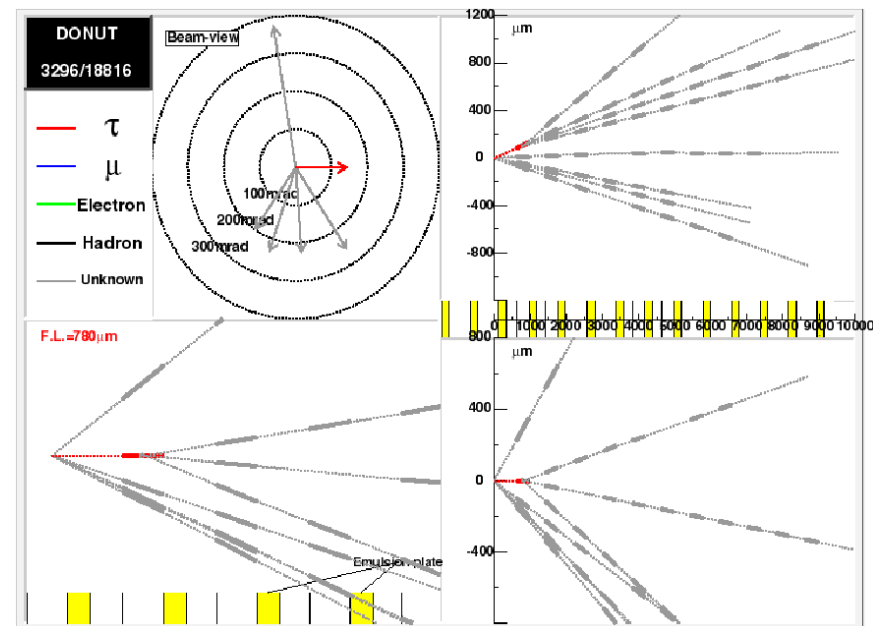 DONUT
3296/18816
τ
μ
Electron
Hadron
Unknown
Beam-view
100mrad
200mrad
300mrad
1200
μm
800
400
0
-400
-800
0 1000 2000 3000 4000 5000 6000 7000 8000 9000 10000
F.L.=780μm
Emulsion plate
800
μm
400
0
-400